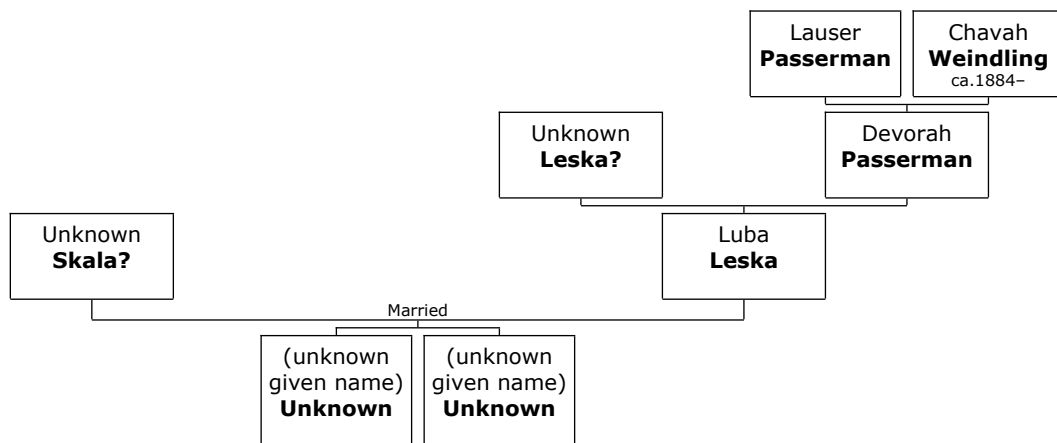 Lauser
Passerman
Chavah
Weindling
ca.1884–
Unknown
Leska?
Devorah
Passerman
Unknown
Skala?
Luba
Leska
Married
(unknown
given name)
Unknown
(unknown
given name)
Unknown